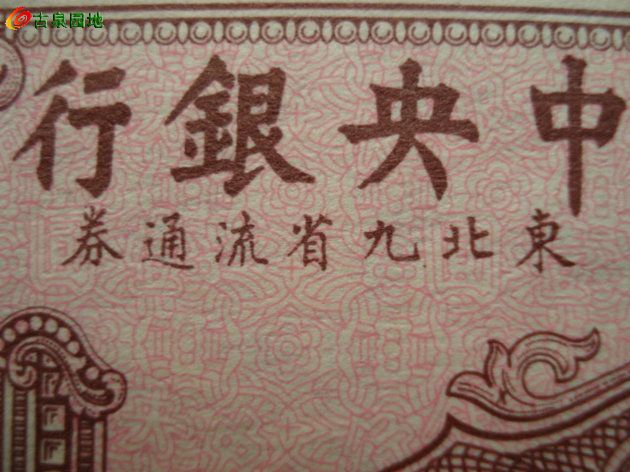 古泉园地
中央銀行
東北九省流通券